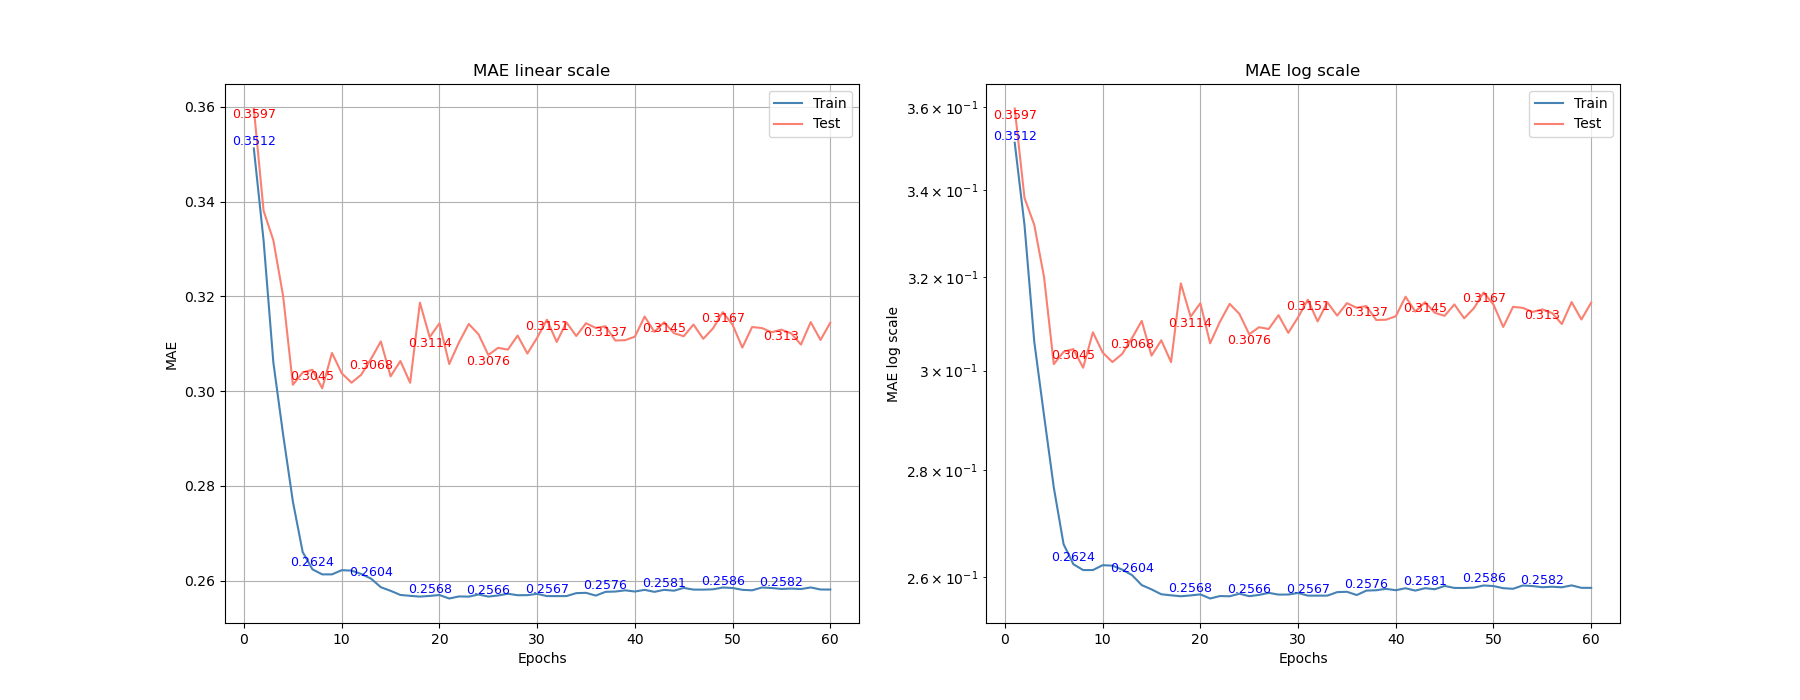 MAE linear scale
MAE
0.36
0.34
0.32
0.30
0.28
0.26
0.3597
0.3045
0.3068
0.3114
0.3076
0.3151
0.3137
0.3145
0.3167
0.313
0.3512
0.2624
0.2604
0.2568
0.2566
0.2567
0.2576
0.2581
0.2586
0.2582
Train
Test
0 10 20 30 40 50 60
Epochs
MAE log scale
MAE log scale
3.6 × 10⁻¹
3.4 × 10⁻¹
3.2 × 10⁻¹
3 × 10⁻¹
2.8 × 10⁻¹
2.6 × 10⁻¹
0.3597
0.3045
0.3068
0.3114
0.3076
0.3151
0.3137
0.3145
0.3167
0.313
0.3512
0.2624
0.2604
0.2568
0.2566
0.2567
0.2576
0.2581
0.2586
0.2582
Train
Test
0 10 20 30 40 50 60
Epochs